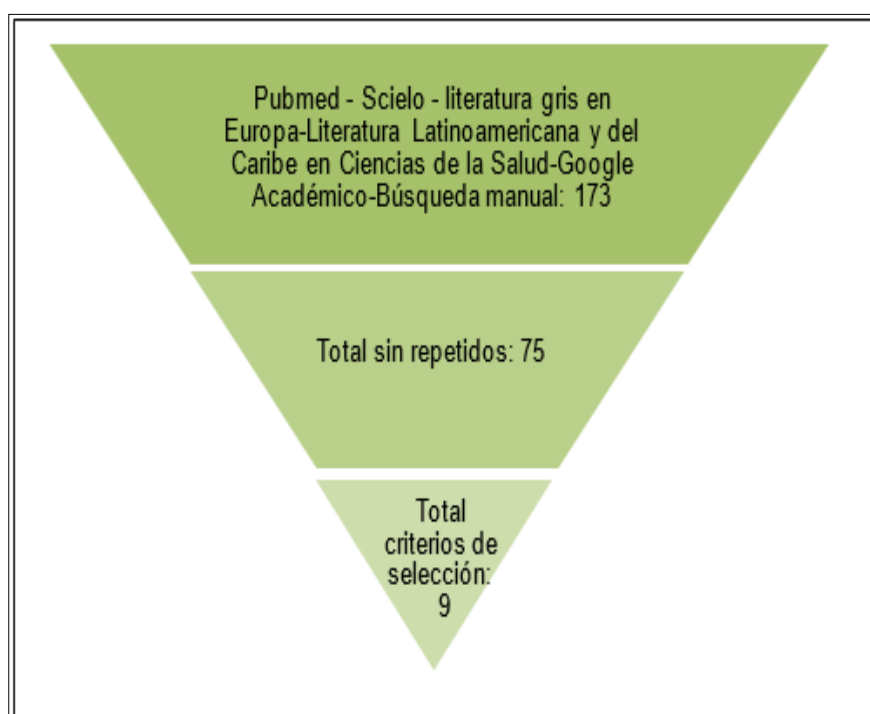 Pubmed - Scielo - literatura gris en
Europa-Literatura Latinoamericana y del
Caribe en Ciencias de la Salud-Google
Académico-Búsqueda manual: 173
Total sin repetidos: 75
Total
criterios de
selección:
9